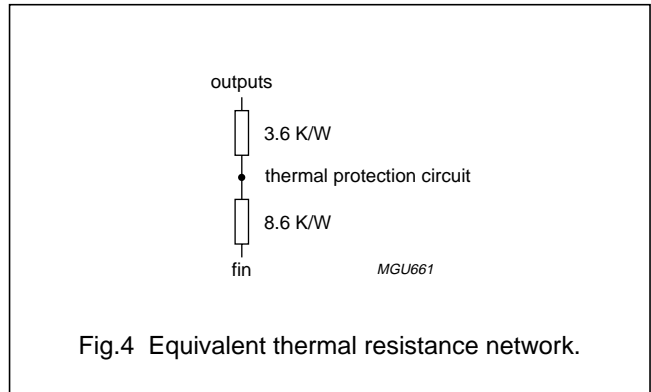 outputs
3.6 K/W
thermal protection circuit
8.6 K/W
fin
MGU661
Fig.4 Equivalent thermal resistance network.